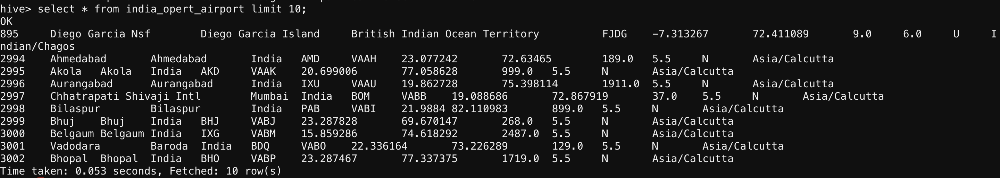 hive> select * from india_opert_airport limit 10;
OK
895 Diego Garcia Nsf Diego Garcia Island British Indian Ocean Territory FJDG -7.313267 72.411089 9.0 6.0 U I
ndian/Chagos
2994 Ahmedabad Ahmedabad India AMD VAAH 23.077242 72.63465 189.0 5.5 N Asia/Calcutta
2995 Akola Akola India AKD VAAK 20.699006 77.058628 999.0 5.5 N Asia/Calcutta
2996 Aurangabad Aurangabad India IXU VAAU 19.862728 75.398114 1911.0 5.5 N Asia/Calcutta
2997 Chhatrapati Shivaji Intl Mumbai India BOM VABB 19.088686 72.867919 37.0 5.5 N Asia/Calcutta
2998 Bilaspur Bilaspur India PAB VABI 21.9884 82.110983 899.0 5.5 N Asia/Calcutta
2999 Bhuj Bhuj India BHJ VABJ 23.287828 69.670147 268.0 5.5 N Asia/Calcutta
3000 Belgaum Belgaum India IXG VABM 15.859286 74.618292 2487.0 5.5 N Asia/Calcutta
3001 Vadodara Baroda India BDQ VABO 22.336164 73.226289 129.0 5.5 N Asia/Calcutta
3002 Bhopal Bhopal India BHO VABP 23.287467 77.337375 1719.0 5.5 N Asia/Calcutta
Time taken: 0.053 seconds, Fetched: 10 row(s)